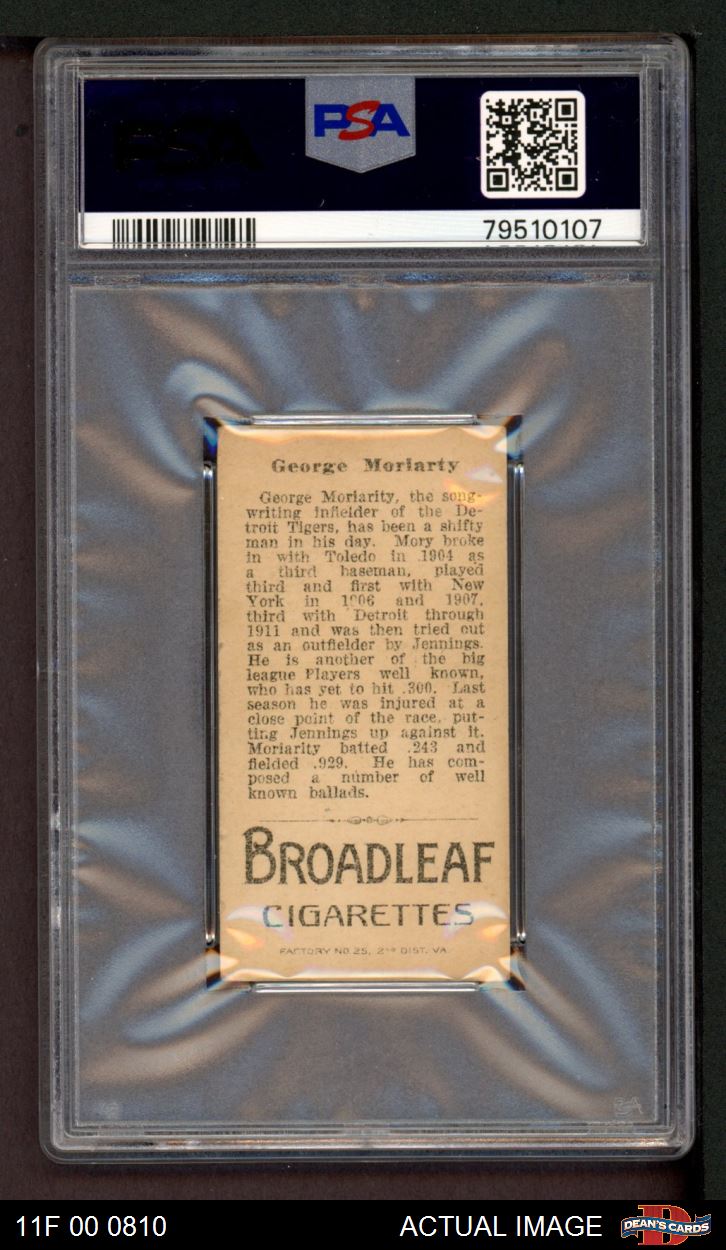 PSA
79510107
George Moriarty
George Moriarity, the song-
writing infielder of the De-
troit Tigers, has been a shifty
man in his day. Mory broke
in with Toledo in 1904 as
a third baseman, played
third and first with New
York in 1906 and 1907,
third with Detroit through
1911 and was then tried out
as an outfielder by Jennings.
He is another of the big
league Players well known,
who has yet to hit .300. Last
season he was injured at a
close point of the race, put-
ting Jennings up against it.
Moriarity batted .243 and
fielded .929. He has com-
posed a number of well
known ballads.
BROADLEAF
CIGARETTES
FACTORY NO. 25, 2ND DIST. VA.
PSA
11F 00 0810 ACTUAL IMAGE DEAN'S CARDS